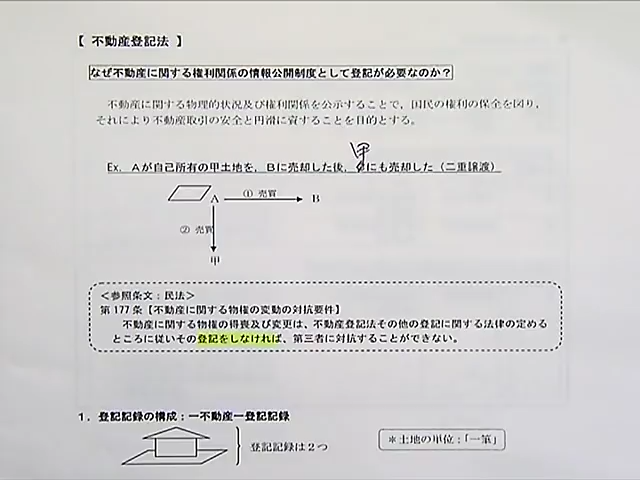 【 不動産登記法 】
なぜ不動産に関する権利関係の情報公開制度として登記が必要なのか？
不動産に関する物理的状況及び権利関係を公示することで、国民の権利の保全を図り、
それにより不動産取引の安全と円滑に資することを目的とする。
Ex. Aが自己所有の甲土地を、Bに売却した後、甲にも売却した（二重譲渡）
① 売買
A
B
② 売買
甲
＜参照条文：民法＞
第177条【不動産に関する物権の変動の対抗要件】
不動産に関する物権の得喪及び変更は、不動産登記法その他の登記に関する法律の定める
ところに従いその登記をしなければ、第三者に対抗することができない。
1. 登記記録の構成：一不動産一登記記録
登記記録は２つ
＊土地の単位：「一筆」